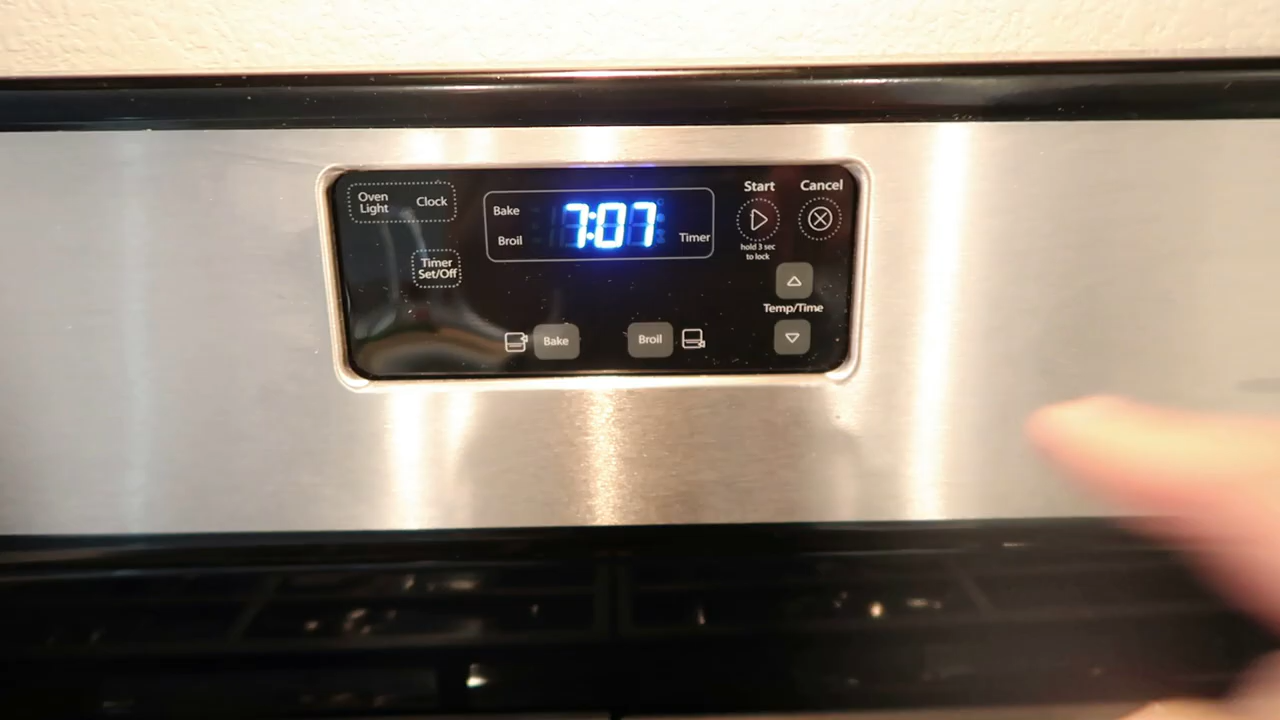 Oven
Light
Clock
Timer
Set/Off
Bake
Broil
7:07
Timer
Start
hold 3 sec
to lock
Cancel
Temp/Time
Bake
Broil